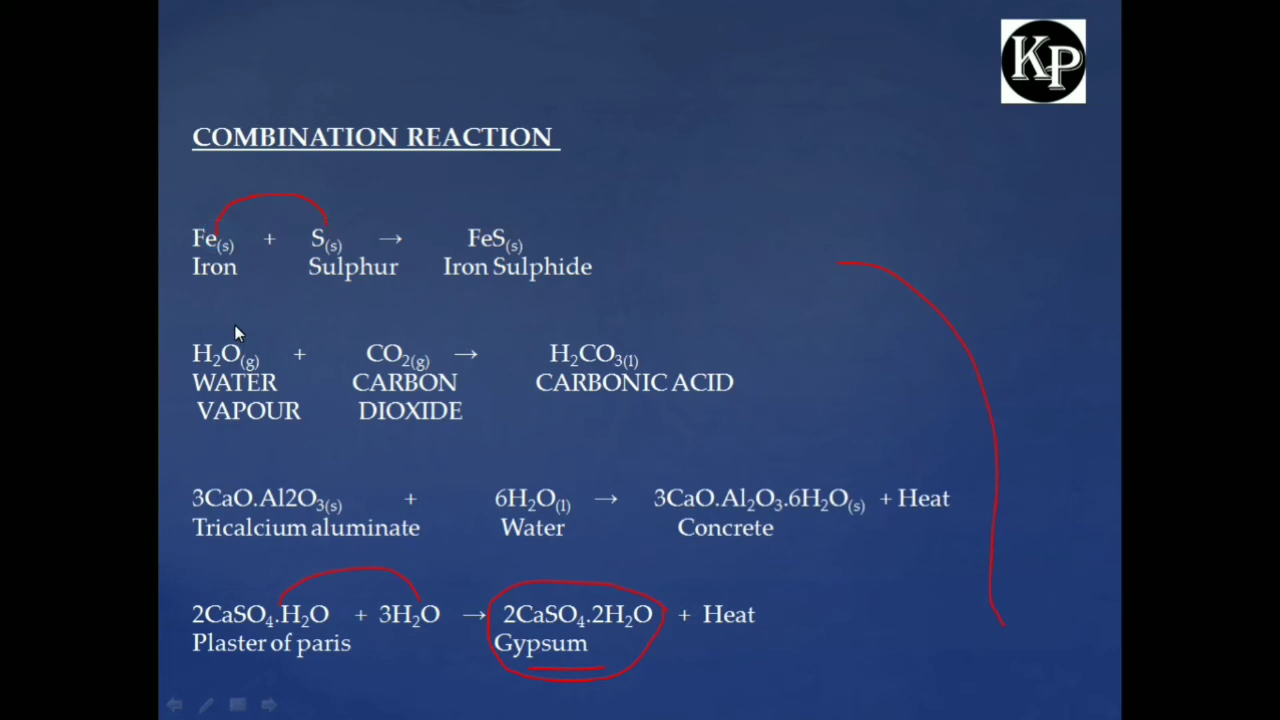 KP
COMBINATION REACTION
Fe(s) + S(s) → FeS(s)
Iron Sulphur Iron Sulphide
H₂O(g) + CO₂(g) → H₂CO₃(l)
WATER CARBON CARBONIC ACID
VAPOUR DIOXIDE
3CaO.Al2O₃(s) + 6H₂O(l) → 3CaO.Al₂O₃.6H₂O(s) + Heat
Tricalcium aluminate Water Concrete
2CaSO₄.H₂O + 3H₂O → 2CaSO₄.2H₂O + Heat
Plaster of paris Gypsum